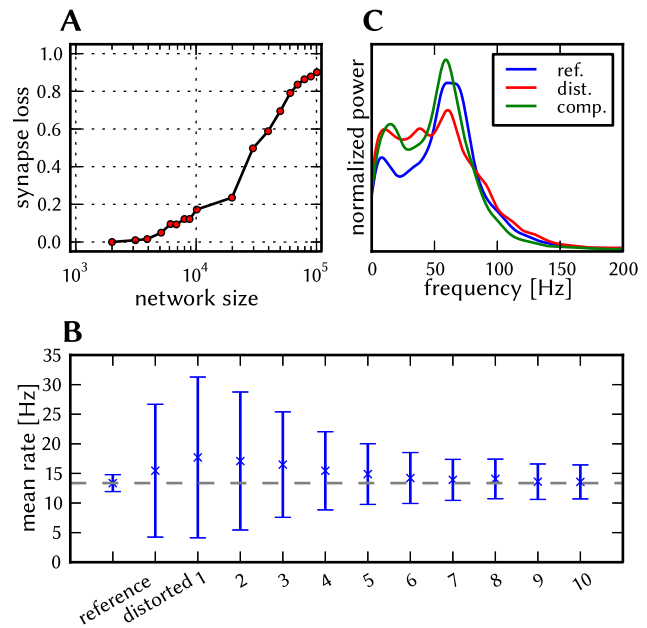 A
synapse loss
1.0
0.8
0.6
0.4
0.2
0.0
10³
10⁴
10⁵
network size
C
normalized power
ref.
dist.
comp.
0
50
100
150
200
frequency [Hz]
B
mean rate [Hz]
35
30
25
20
15
10
5
0
reference
distorted
1
2
3
4
5
6
7
8
9
10